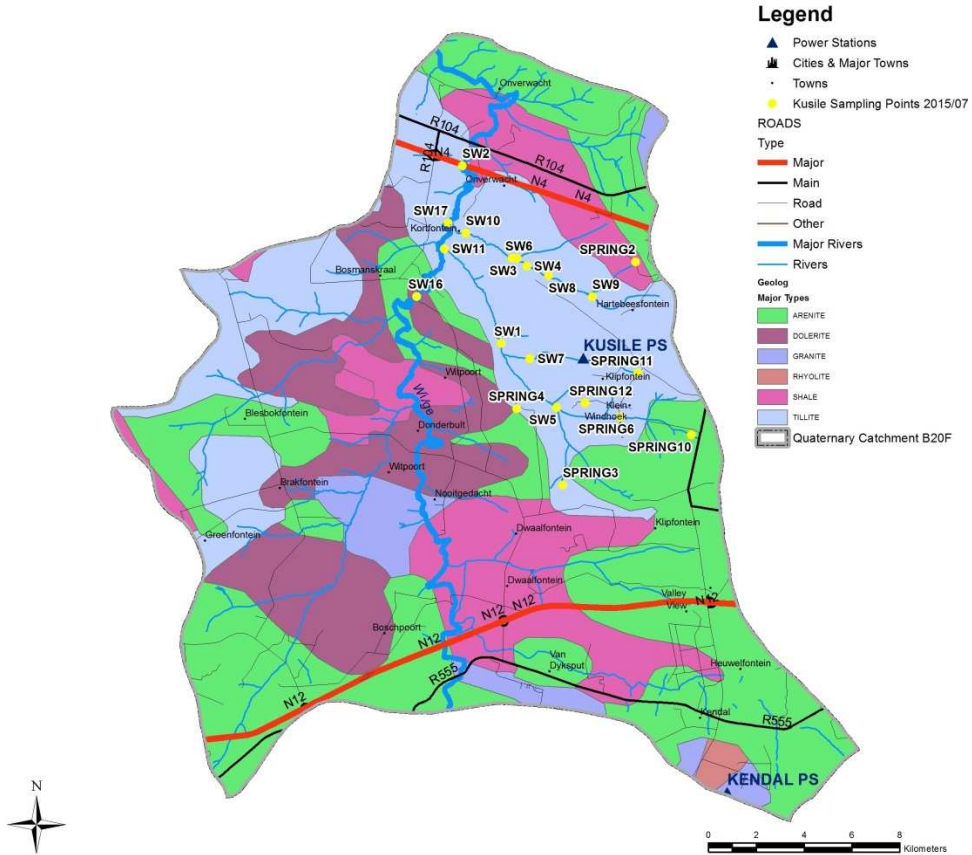 Legend
Power Stations
Cities & Major Towns
Towns
Kusile Sampling Points 2015/07
ROADS
Type
Major
Main
Road
Other
Major Rivers
Rivers
Geolog
Major Types
ARENITE
DOLERITE
GRANITE
RHYOLITE
SHALE
TILLITE
Quaternary Catchment B20F
Onverwacht
R104
R104
N4
R104
SW2
Onverwacht
N4
N4
SW17
SW10
Kortfontein
SW11
SW6
SPRING2
SW3
SW4
Bosmanskraal
SW8
SW9
SW16
Hartebeesfontein
SW1
KUSILE PS
SW7
SPRING11
Witpoort
Klipfontein
SPRING4
SPRING12
Wilge
Klein
Blesbokfontein
SW5
Windhoek
Donderbult
SPRING6
SPRING10
Witpoort
Brakfontein
SPRING3
Nooitgedacht
Klipfontein
Groenfontein
Dwaalfontein
Dwaalfontein
Valley
View
N12
N12
N12
Boschpoort
N12
Van
Dyksput
Heuwelfontein
R555
N12
Kendal
R555
KENDAL PS
N
0 2 4 6 8
Kilometers